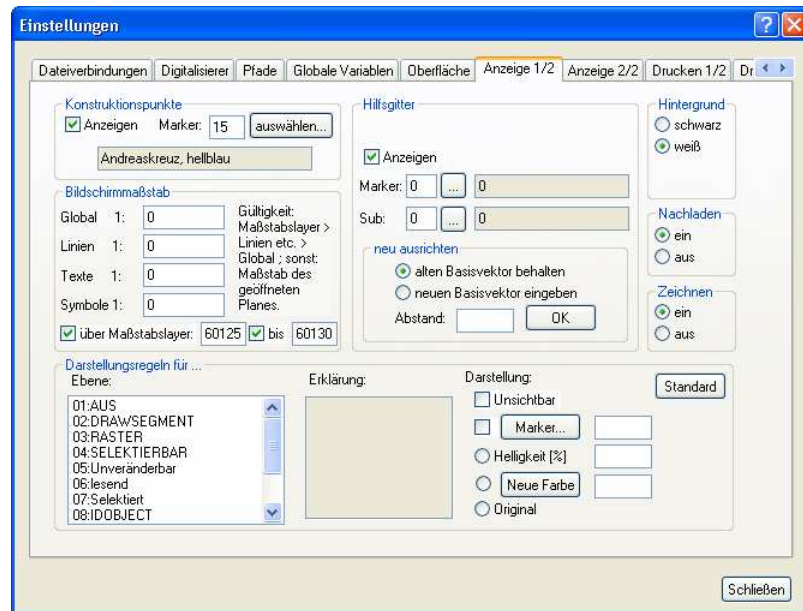 Einstellungen
Dateiverbindungen Digitalisierer Pfade Globale Variablen Oberfläche Anzeige 1/2 Anzeige 2/2 Drucken 1/2 Dr
Konstruktionspunkte
Anzeigen Marker: 15 auswählen...
Andreaskreuz, hellblau
Bildschirmmaßstab
Global 1: 0
Linien 1: 0
Texte 1: 0
Symbole 1: 0
Gültigkeit:
Maßstabslayer >
Linien etc. >
Global ; sonst:
Maßstab des
geöffneten
Planes.
über Maßstabslayer: 60125 bis 60130
Hilfsgitter
Anzeigen
Marker: 0 ... 0
Sub: 0 ... 0
neu ausrichten
alten Basisvektor behalten
neuen Basisvektor eingeben
Abstand: OK
Hintergrund
schwarz
weiß
Nachladen
ein
aus
Zeichnen
ein
aus
Darstellungsregeln für ...
Ebene:
01:AUS
02:DRAWSEGMENT
03:RASTER
04:SELEKTIERBAR
05:Unveränderbar
06:lesend
07:Selektiert
08:IDOBJECT
Erklärung:
Darstellung:
Unsichtbar
Marker...
Helligkeit [%]
Neue Farbe
Original
Standard
Schließen